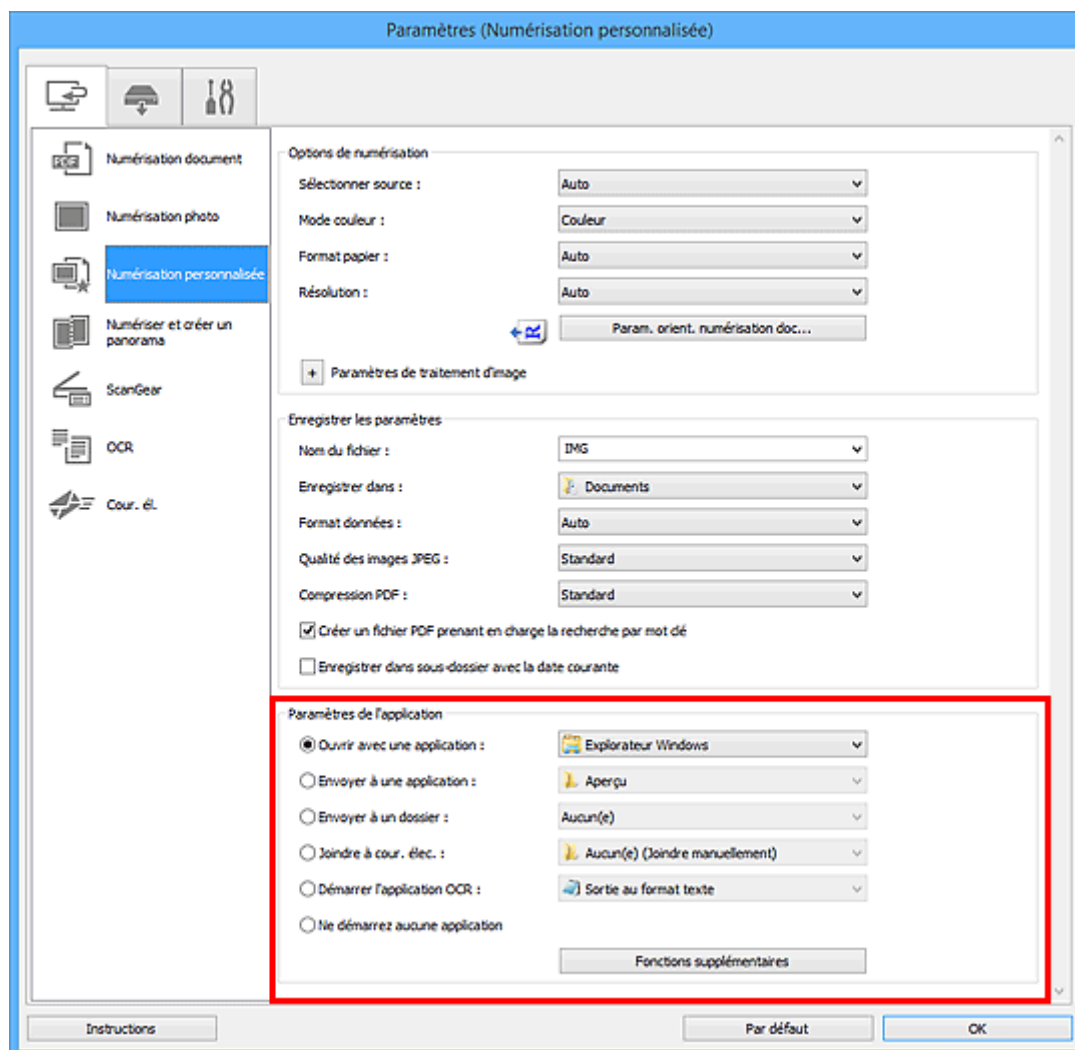 Paramètres (Numérisation personnalisée)
Numérisation document
Numérisation photo
Numérisation personnalisée
Numériser et créer un
panorama
ScanGear
OCR
Cour. él.
Options de numérisation
Sélectionner source : Auto
Mode couleur : Couleur
Format papier : Auto
Résolution : Auto
Param. orient. numérisation doc...
+ Paramètres de traitement d'image
Enregistrer les paramètres
Nom du fichier : IMG
Enregistrer dans : Documents
Format données : Auto
Qualité des images JPEG : Standard
Compression PDF : Standard
Créer un fichier PDF prenant en charge la recherche par mot clé
Enregistrer dans sous-dossier avec la date courante
Paramètres de l'application
Ouvrir avec une application : Explorateur Windows
Envoyer à une application : Aperçu
Envoyer à un dossier : Aucun(e)
Joindre à cour. élec. : Aucun(e) (Joindre manuellement)
Démarrer l'application OCR : Sortie au format texte
Ne démarrez aucune application
Fonctions supplémentaires
Instructions
Par défaut
OK